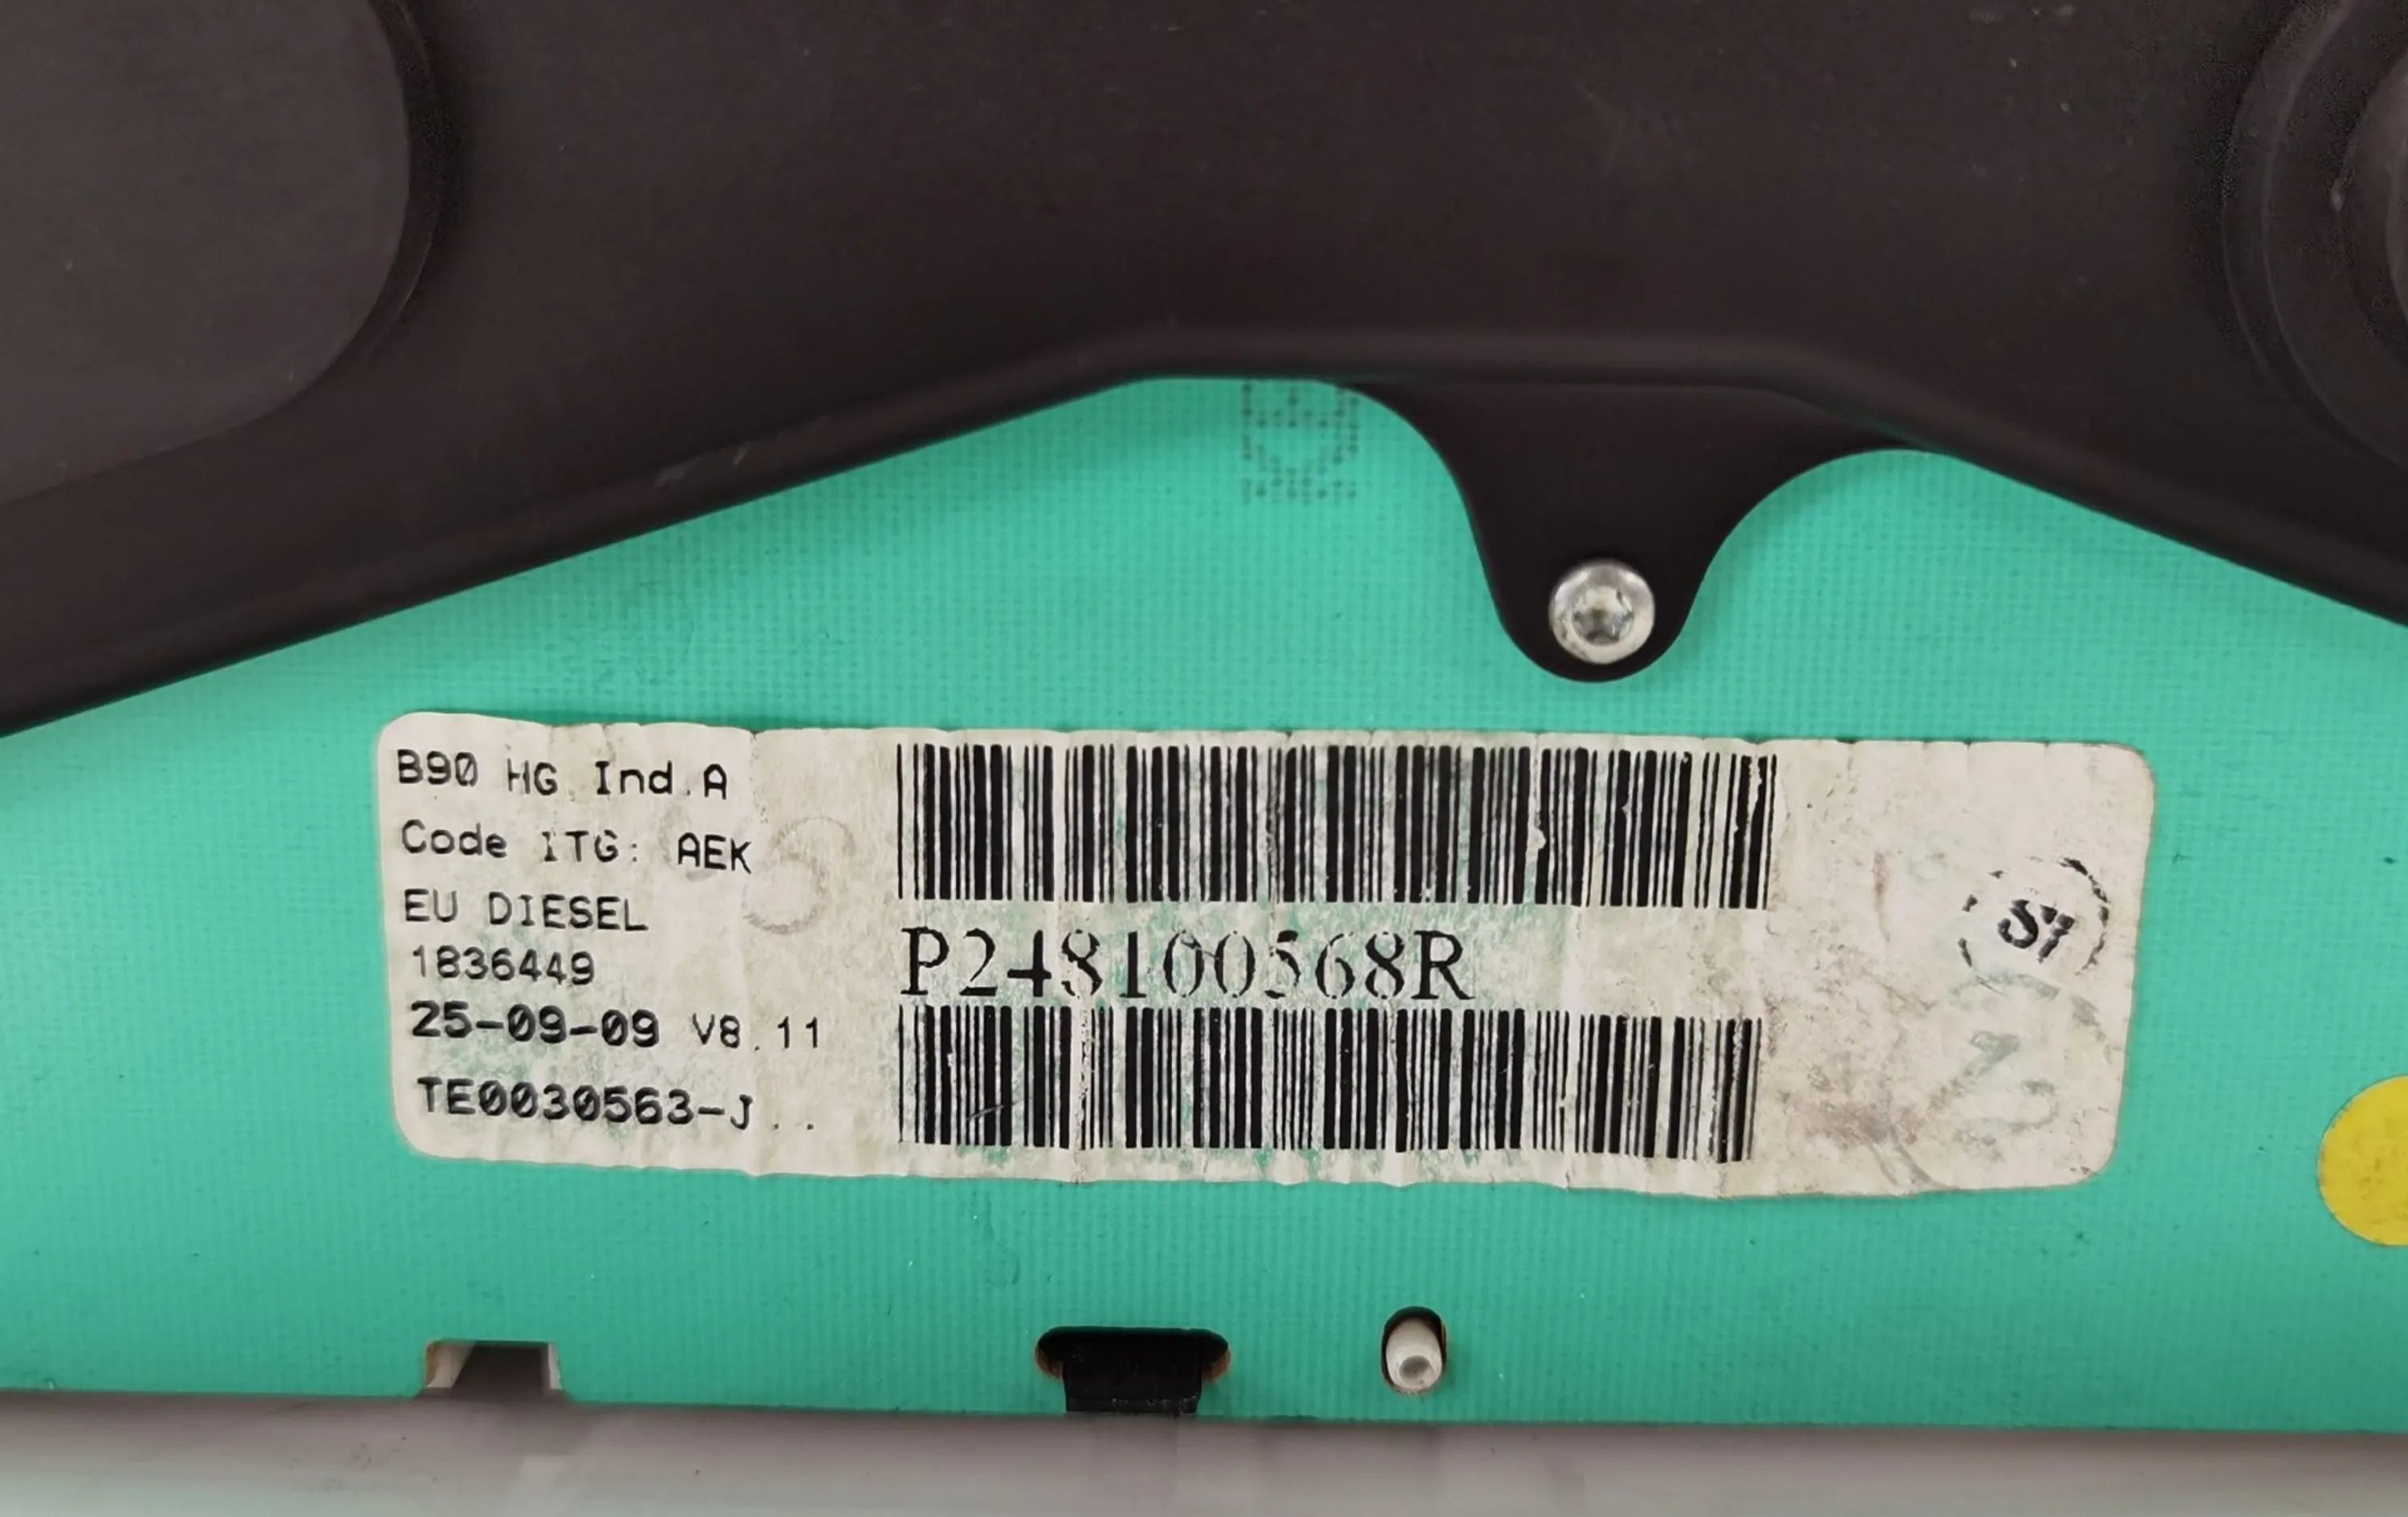 B90 HG Ind.A
Code ITG: AEK
EU DIESEL
1836449
25-09-09 V8.11
TE0030563-J..
P248100568R